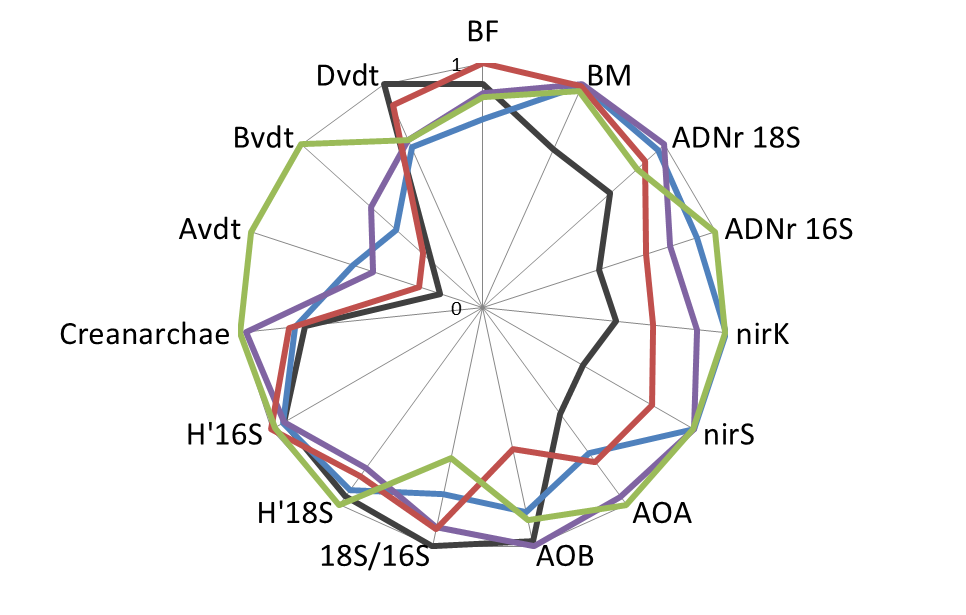 BF
1
Dvdt
BM
Bvdt
ADNr 18S
Avdt
ADNr 16S
0
Creanarchae
nirK
H'16S
nirS
H'18S
AOA
18S/16S
AOB